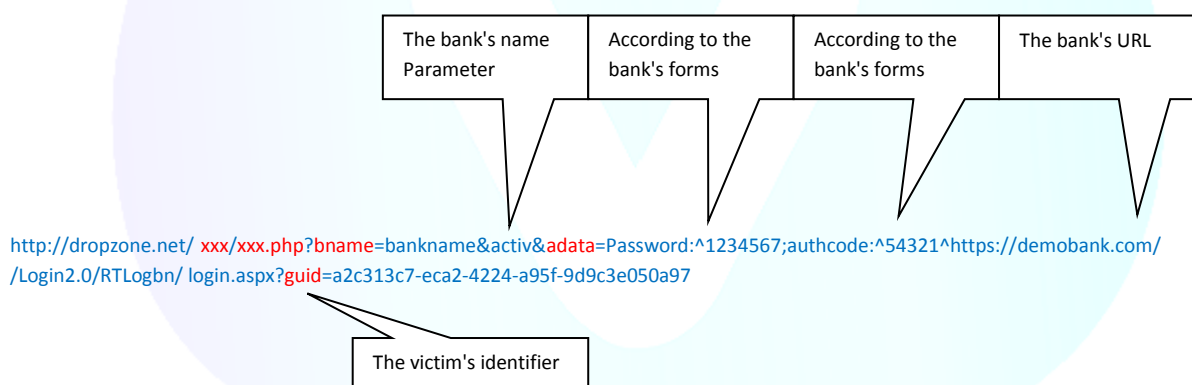 The bank's name
Parameter
According to the
bank's forms
According to the
bank's forms
The bank's URL
http://dropzone.net/ xxx/xxx.php?bname=bankname&activ&adata=Password:^1234567;authcode:^54321^https://demobank.com/
/Login2.0/RTLogbn/ login.aspx?guid=a2c313c7-eca2-4224-a95f-9d9c3e050a97
The victim's identifier